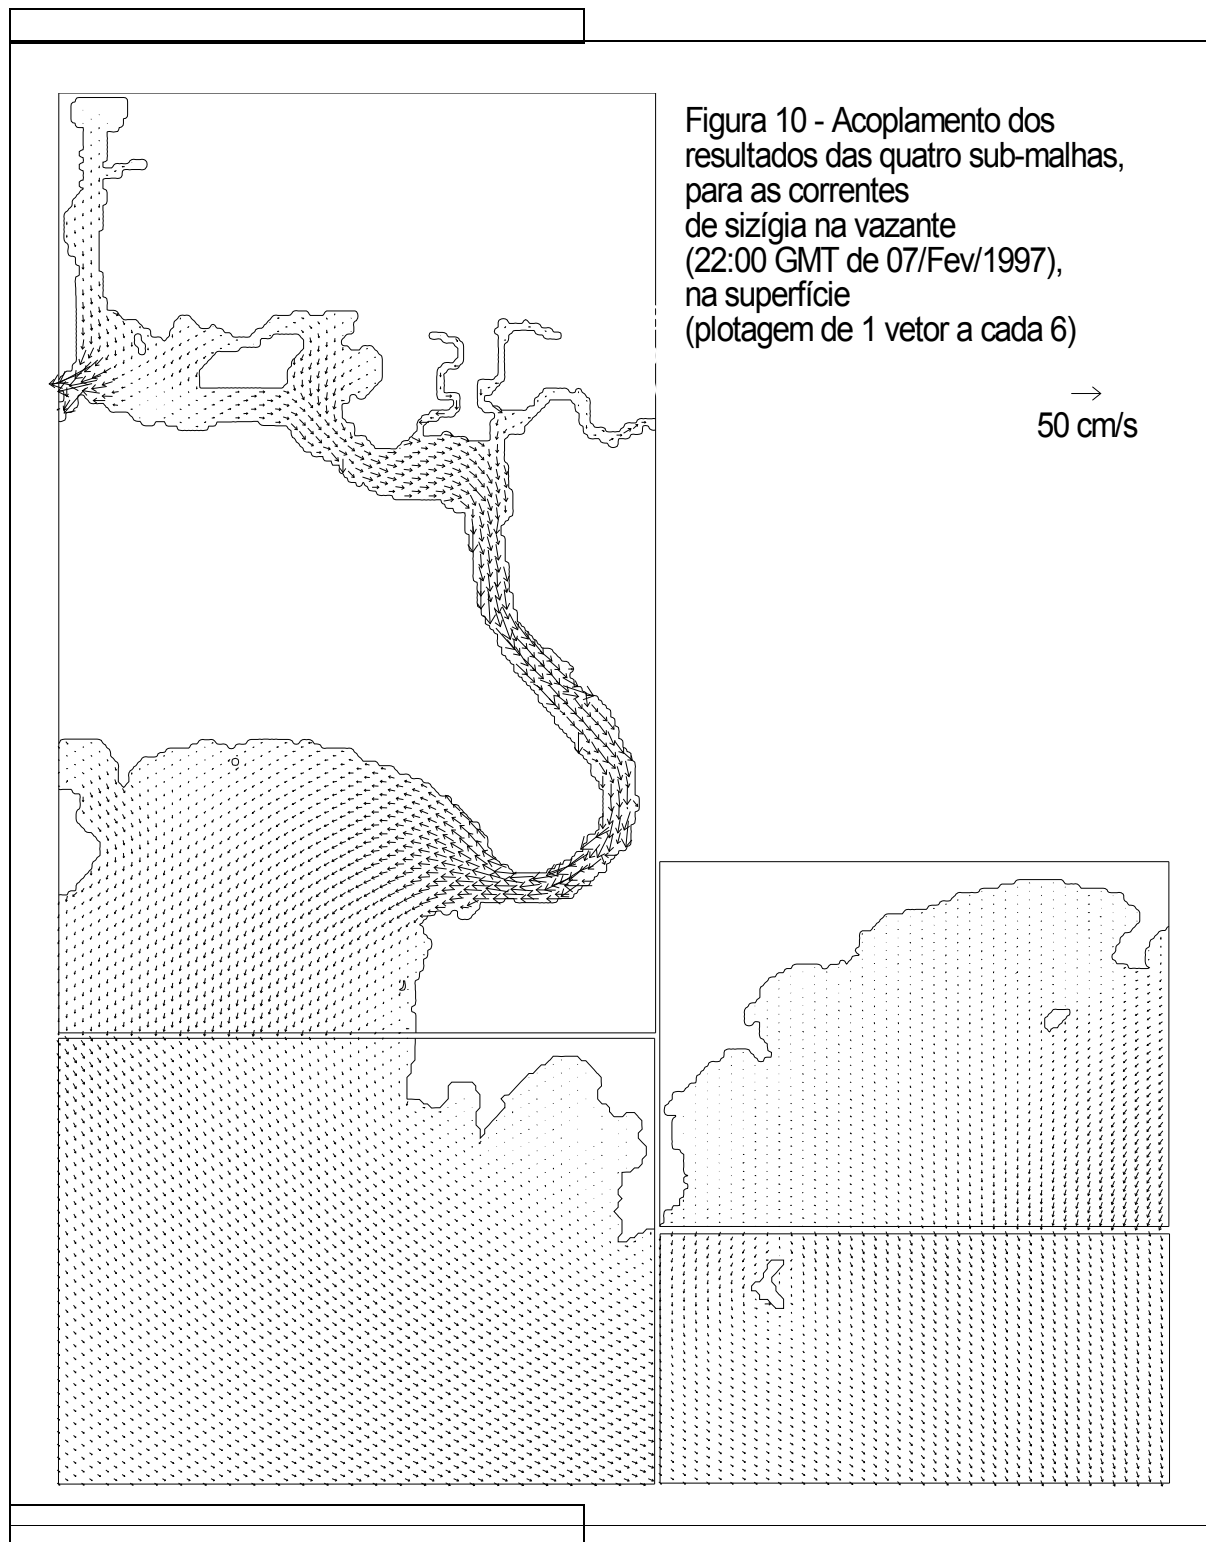 Figura 10 - Acoplamento dos
resultados das quatro sub-malhas,
para as correntes
de sizígia na vazante
(22:00 GMT de 07/Fev/1997),
na superfície
(plotagem de 1 vetor a cada 6)
50 cm/s